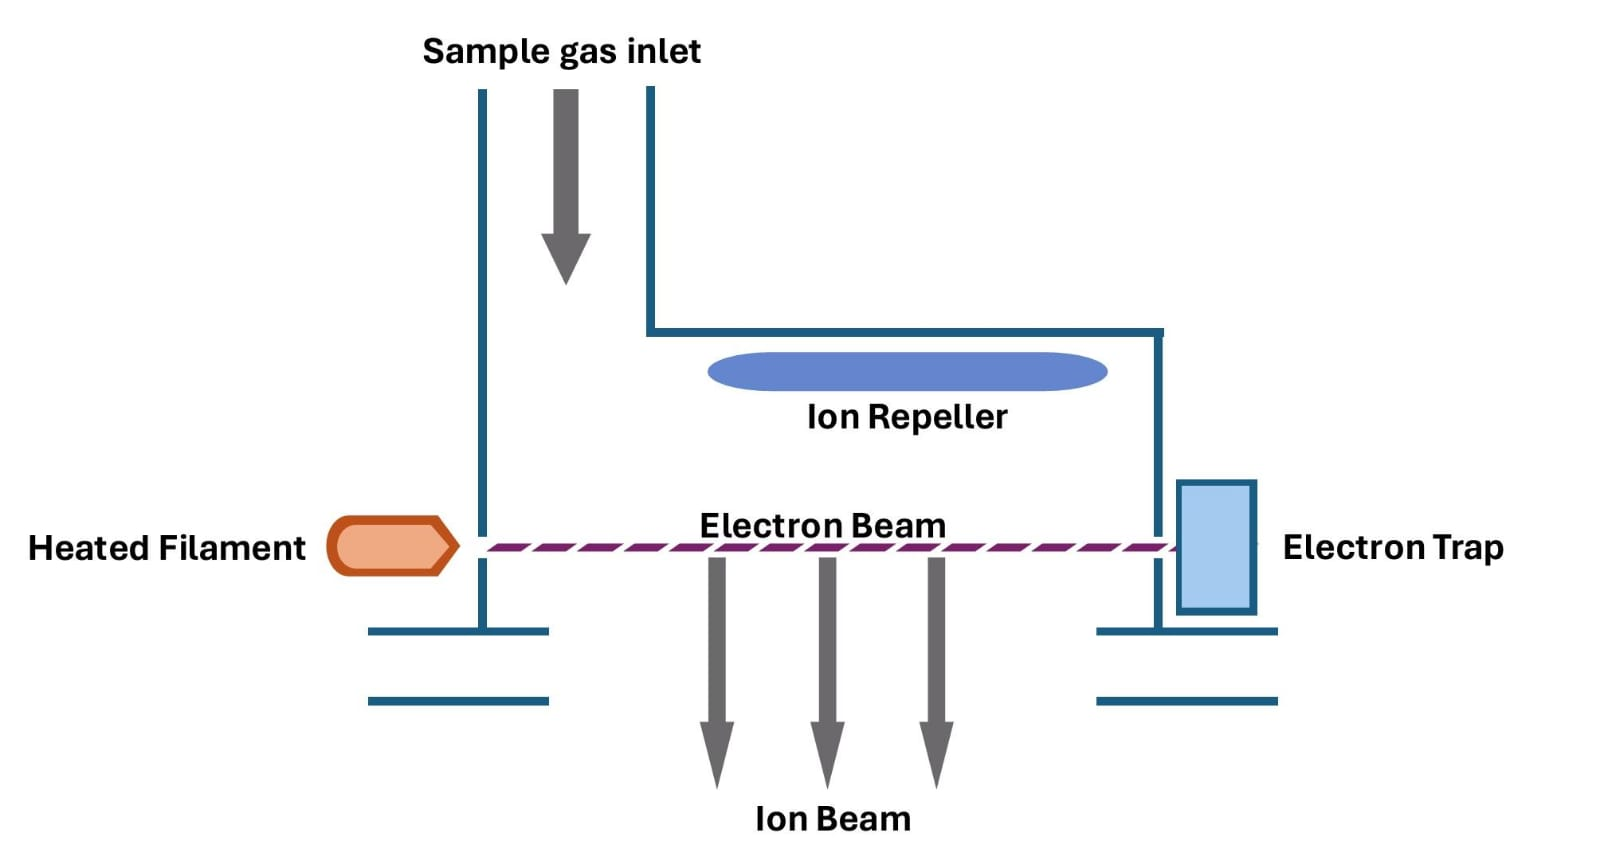 Sample gas inlet
Ion Repeller
Electron Beam
Heated Filament
Electron Trap
Ion Beam